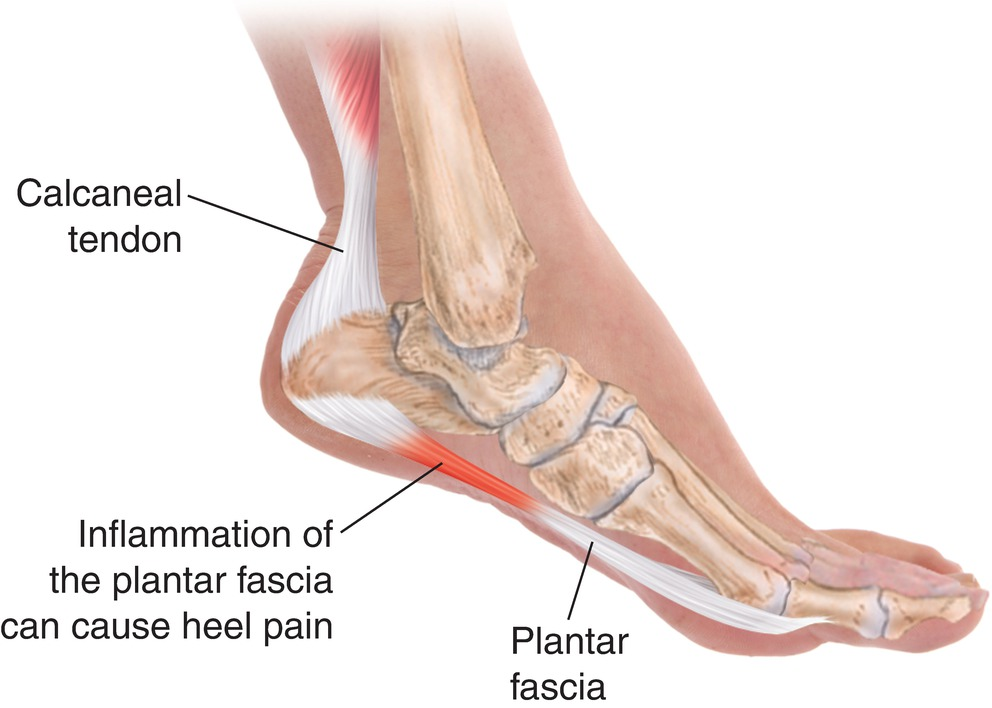 Calcaneal
tendon
Inflammation of
the plantar fascia
can cause heel pain
Plantar
fascia